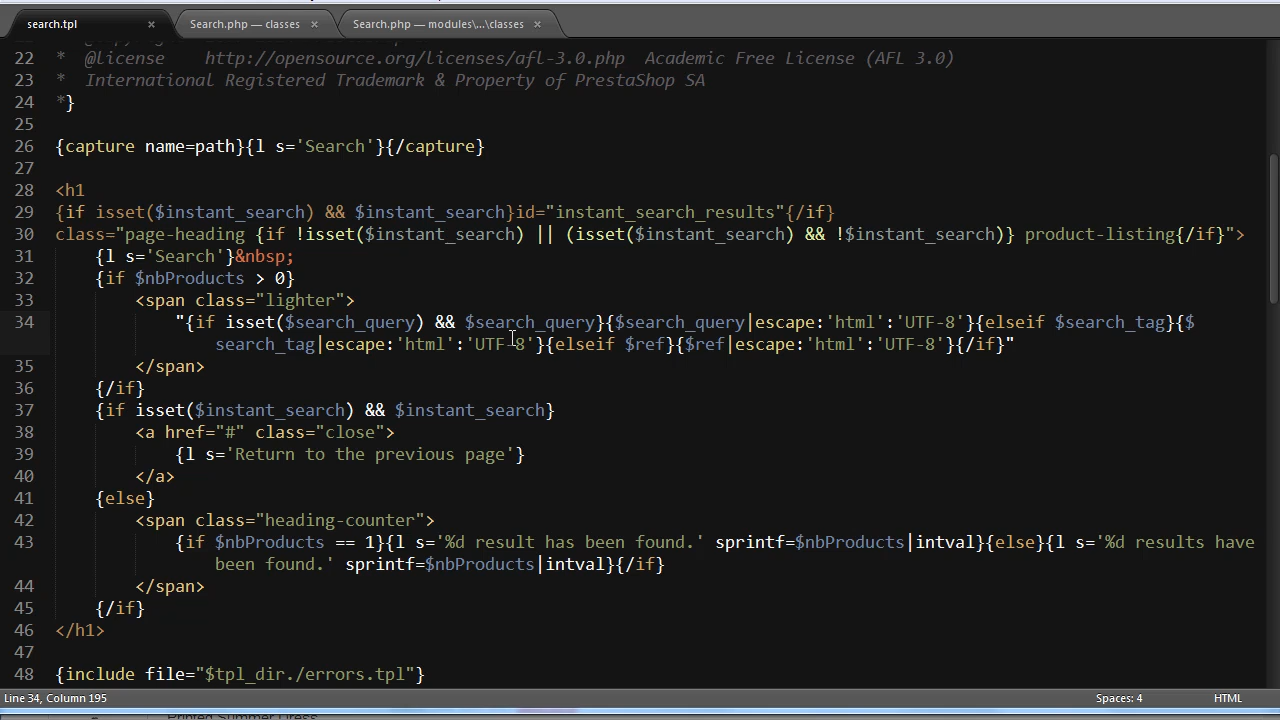 search.tpl × Search.php — classes × Search.php — modules\...\classes ×
22 * @license http://opensource.org/licenses/afl-3.0.php Academic Free License (AFL 3.0)
23 * International Registered Trademark & Property of PrestaShop SA
24 *}
25
26 {capture name=path}{l s='Search'}{/capture}
27
28 <h1
29 {if isset($instant_search) && $instant_search}id="instant_search_results"{/if}
30 class="page-heading {if !isset($instant_search) || (isset($instant_search) && !$instant_search)} product-listing{/if}">
31 {l s='Search'}&nbsp;
32 {if $nbProducts > 0}
33 <span class="lighter">
34 "{if isset($search_query) && $search_query}{$search_query|escape:'html':'UTF-8'}{elseif $search_tag}{$
search_tag|escape:'html':'UTF-8'}{elseif $ref}{$ref|escape:'html':'UTF-8'}{/if}"
35 </span>
36 {/if}
37 {if isset($instant_search) && $instant_search}
38 <a href="#" class="close">
39 {l s='Return to the previous page'}
40 </a>
41 {else}
42 <span class="heading-counter">
43 {if $nbProducts == 1}{l s='%d result has been found.' sprintf=$nbProducts|intval}{else}{l s='%d results have
been found.' sprintf=$nbProducts|intval}{/if}
44 </span>
45 {/if}
46 </h1>
47
48 {include file="$tpl_dir./errors.tpl"}
Line 34, Column 195 Spaces: 4 HTML
Printed Summer Dress